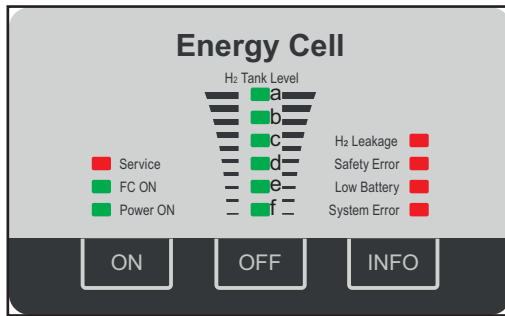 Energy Cell
H₂ Tank Level
a
b
c
d
e
f
Service
FC ON
Power ON
H₂ Leakage
Safety Error
Low Battery
System Error
ON
OFF
INFO